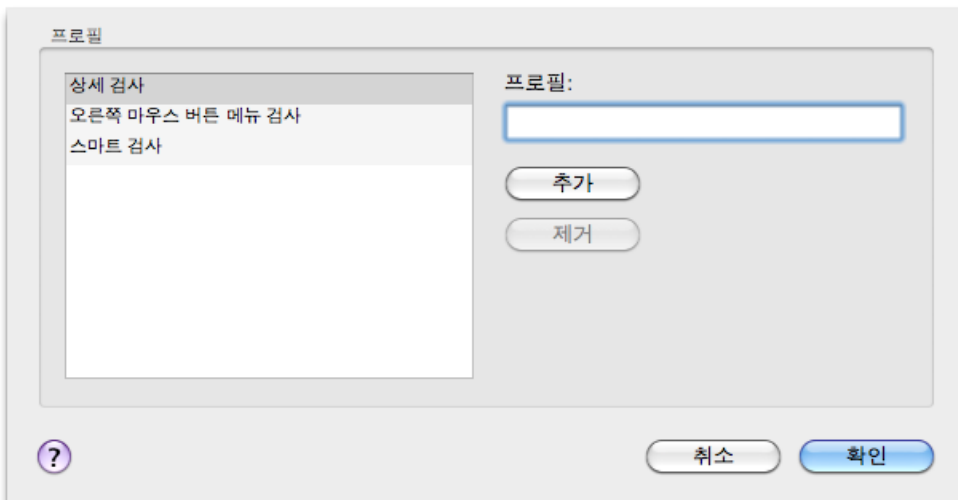 프로필
상세 검사
오른쪽 마우스 버튼 메뉴 검사
스마트 검사
프로필:
추가
제거
?
취소
확인